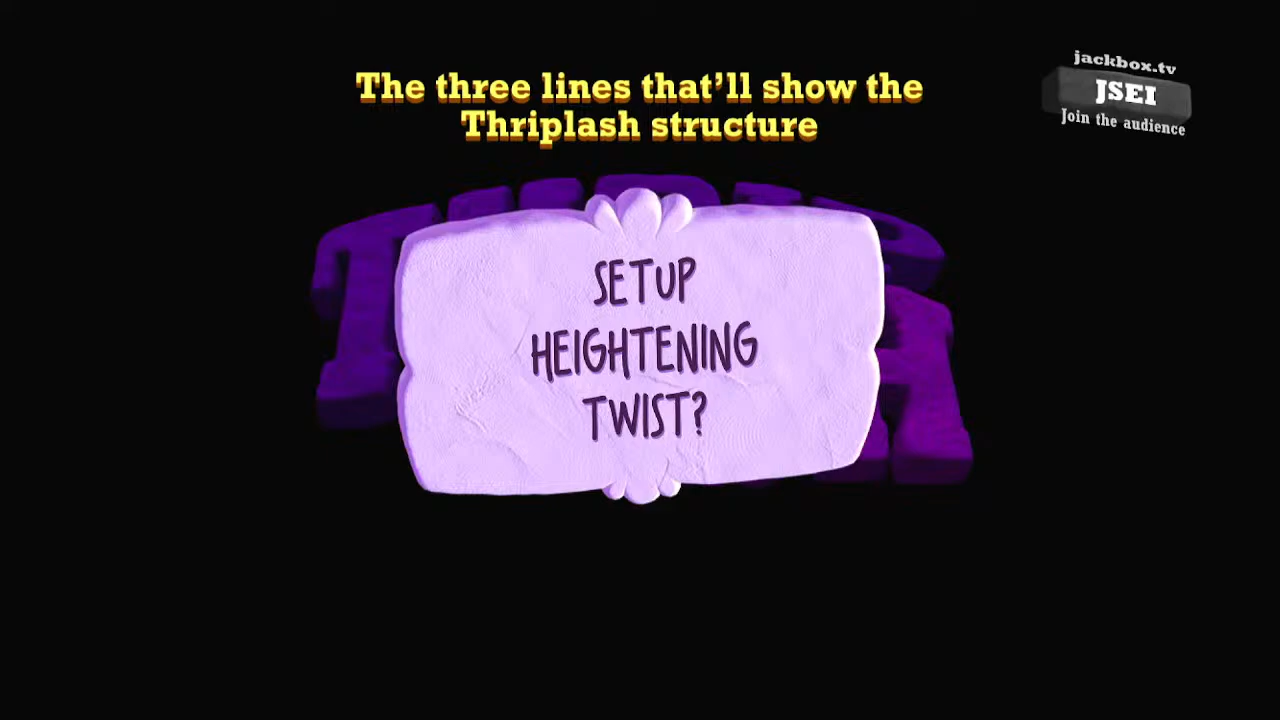 The three lines that'll show the
Thriplash structure
jackbox.tv
JSEI
Join the audience
SETUP
HEIGHTENING
TWIST?